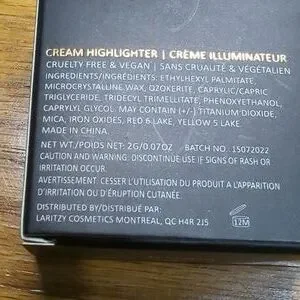 CREAM HIGHLIGHTER | CRÈME ILLUMINATEUR
CRUELTY FREE & VEGAN | SANS CRUAUTÉ & VÉGÉTALIEN
INGREDIENTS/INGRÉDIENTS: ETHYLHEXYL PALMITATE,
MICROCRYSTALLINE WAX, OZOKERITE, CAPRYLIC/CAPRIC
TRIGLYCERIDE, TRIDECYL TRIMELLITATE, PHENOXYETHANOL,
CAPRYLYL GLYCOL. MAY CONTAIN (+/-) TITANIUM DIOXIDE,
MICA, IRON OXIDES, RED 6 LAKE, YELLOW 5 LAKE
MADE IN CHINA.
NET WT./POIDS NET: 2G/0.07OZ BATCH NO. 15072022
WARNING/CAUTION: DISCONTINUE USE IF SIGNS OF RASH OR
IRRITATION OCCUR.
AVERTISSEMENT: CESSER L'UTILISATION DU PRODUIT A L'APPARITION
D'IRRITATION OU D'ÉRUPTION CUTANÉE.
DISTRIBUTED BY/DISTRIBUÉ PAR:
LARITZY COSMETICS MONTREAL, QC H4R 2J5
12M